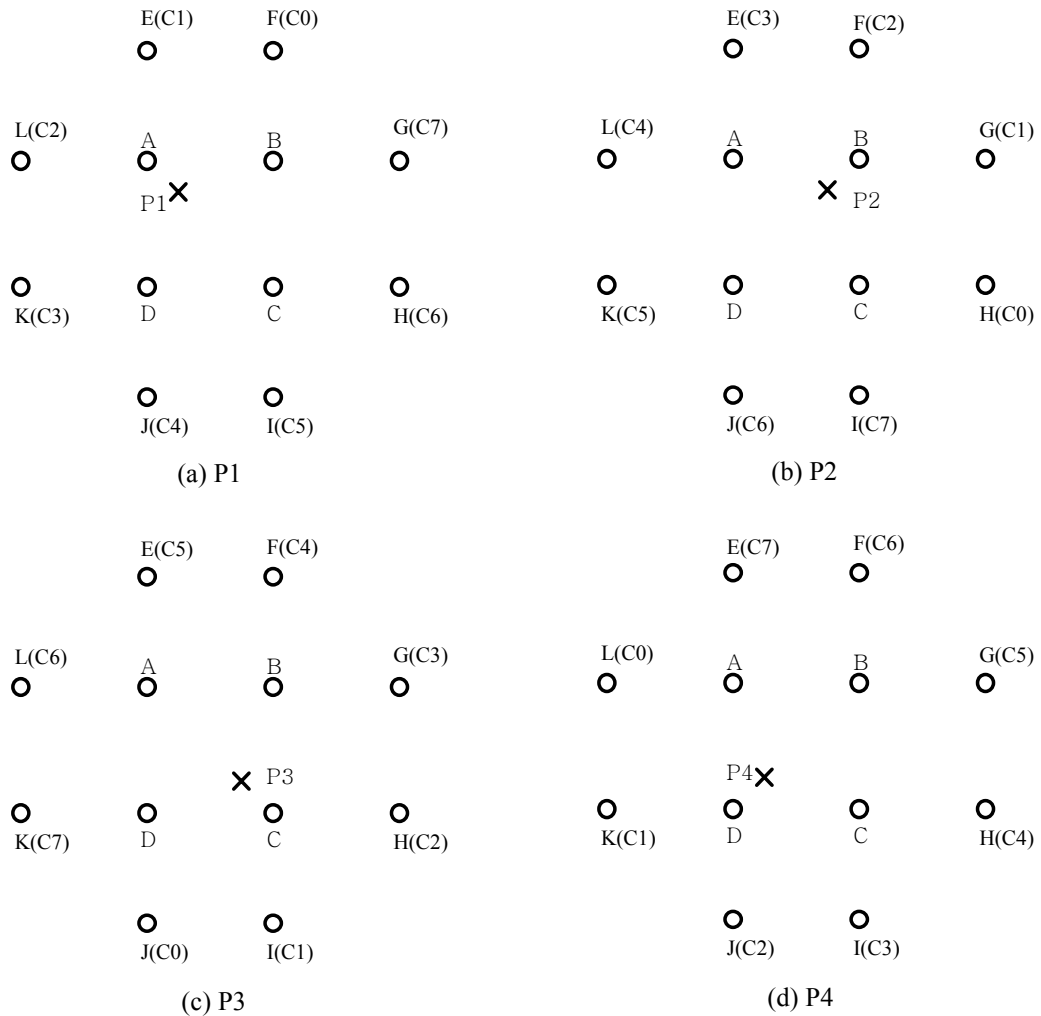 E(C1) F(C0)
L(C2) A B G(C7)
P1
K(C3) D C H(C6)
J(C4) I(C5)
(a) P1
E(C3) F(C2)
L(C4) A B G(C1)
P2
K(C5) D C H(C0)
J(C6) I(C7)
(b) P2
E(C5) F(C4)
L(C6) A B G(C3)
P3
K(C7) D C H(C2)
J(C0) I(C1)
(c) P3
E(C7) F(C6)
L(C0) A B G(C5)
P4
K(C1) D C H(C4)
J(C2) I(C3)
(d) P4